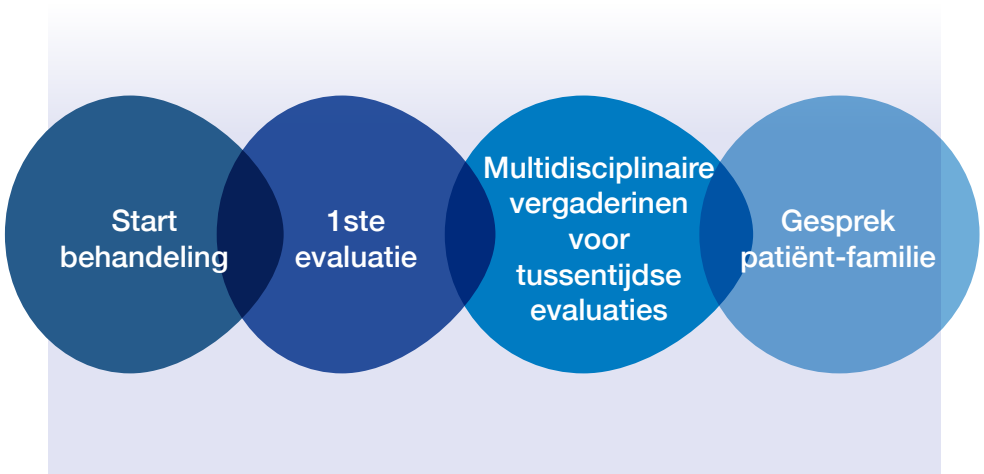 Start
behandeling
1ste
evaluatie
Multidisciplinaire
vergaderinen
voor
tussentijdse
evaluaties
Gesprek
patiënt-familie